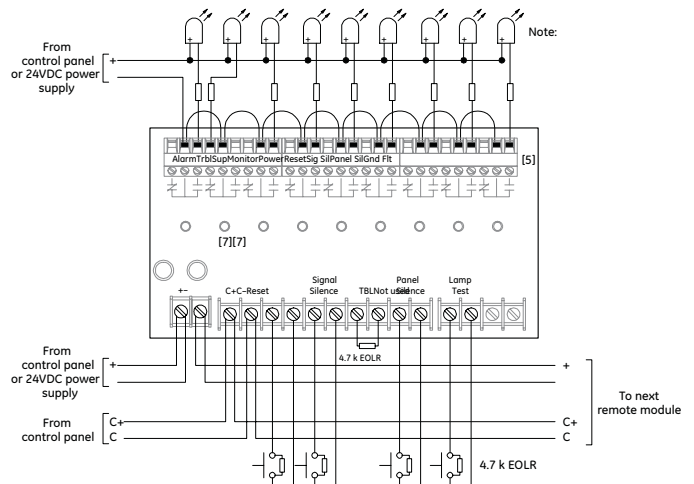 Note:
From
control panel
or 24VDC power
supply
+
+ + + + + + + + +
AlarmTrblSupMonitorPowerResetSig SilPanel SilGnd Flt
[5]
[7][7]
Signal
Silence
Panel
Silence
Lamp
Test
+−
C+C−Reset
TBLNot used
4.7 k EOLR
From
control panel
or 24VDC power
supply
+
+
From
control panel
C+
C
C+
C
To next
remote module
4.7 k EOLR